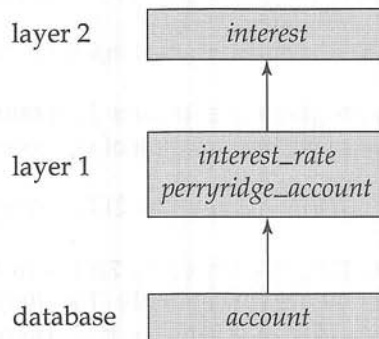 layer 2
interest
layer 1
interest_rate
perryridge_account
database
account